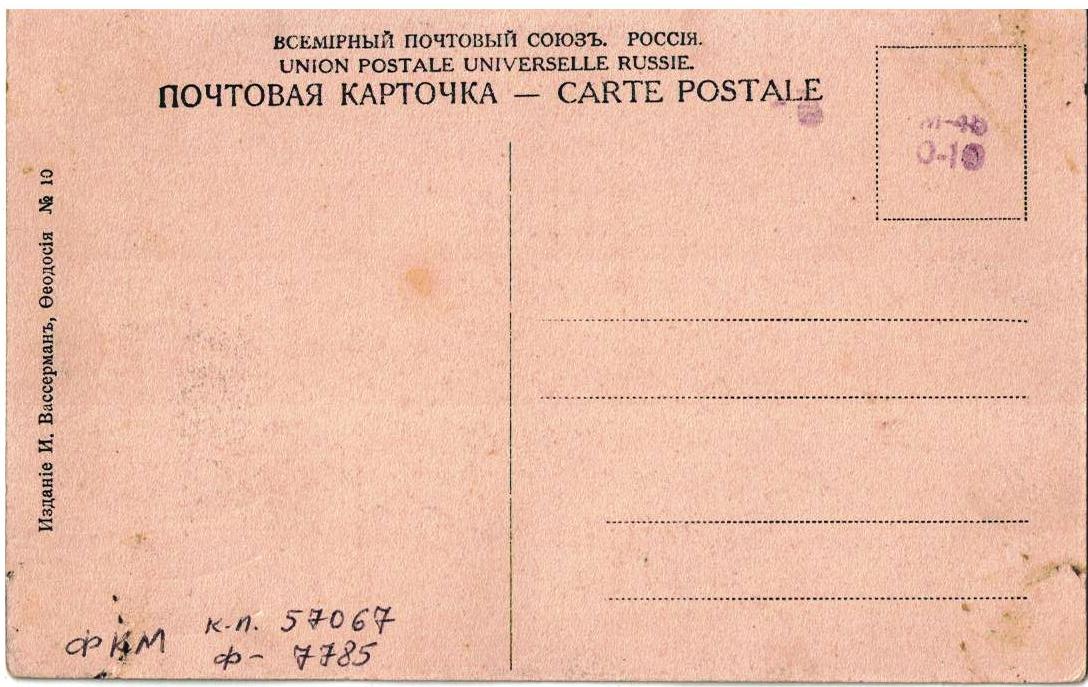 ВСЕМІРНЫЙ ПОЧТОВЫЙ СОЮЗЪ. РОССІЯ.
UNION POSTALE UNIVERSELLE RUSSIE.
ПОЧТОВАЯ КАРТОЧКА — CARTE POSTALE
Изданіе И. Вассерманъ, Ѳеодосія № 10
ФКМ
к.п. 57067
ф- 7785